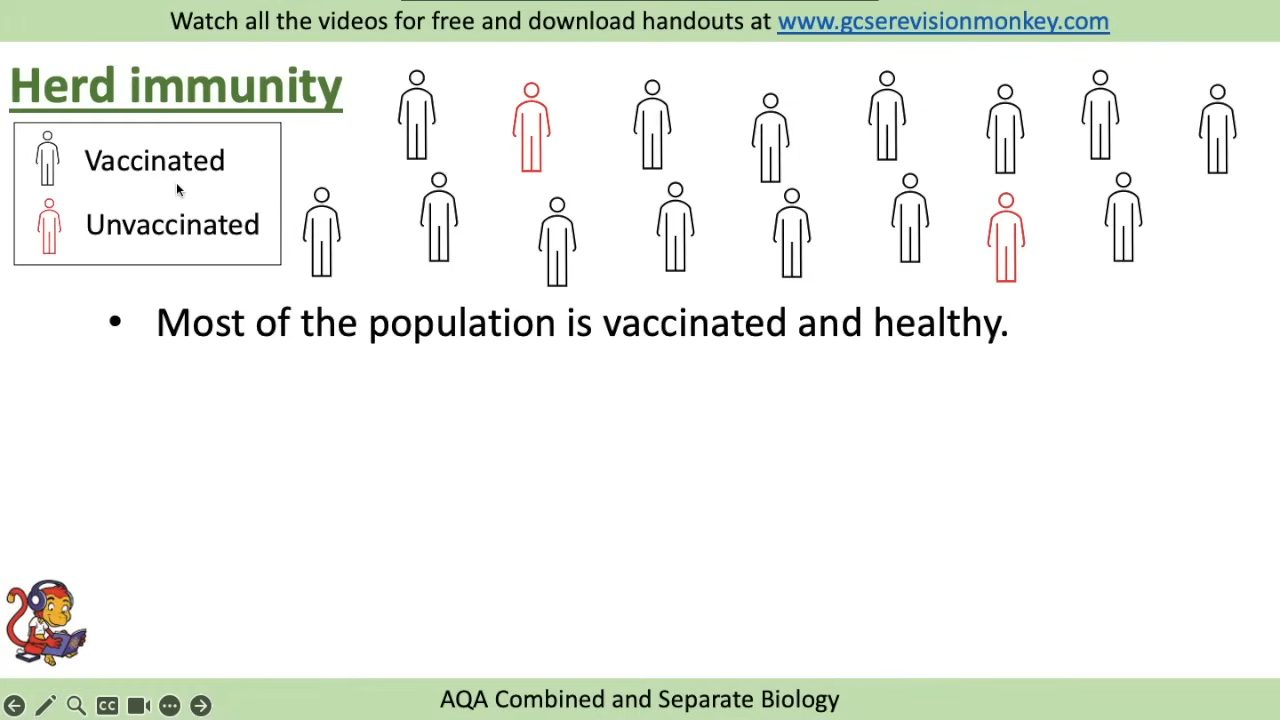 Watch all the videos for free and download handouts at www.gcserevisionmonkey.com
Herd immunity
Vaccinated
Unvaccinated
• Most of the population is vaccinated and healthy.
CC
AQA Combined and Separate Biology